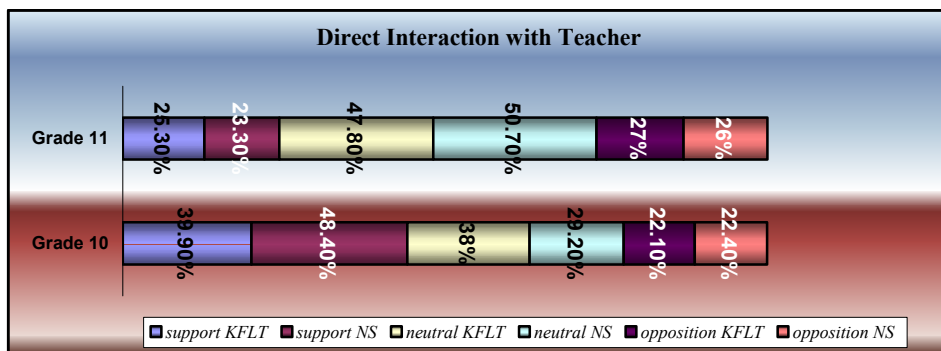 Direct Interaction with Teacher
Grade 11
25.30% 23.30% 47.80% 50.70% 27% 26%
Grade 10
39.90% 48.40% 38% 29.20% 22.10% 22.40%
support KFLT support NS neutral KFLT neutral NS opposition KFLT opposition NS